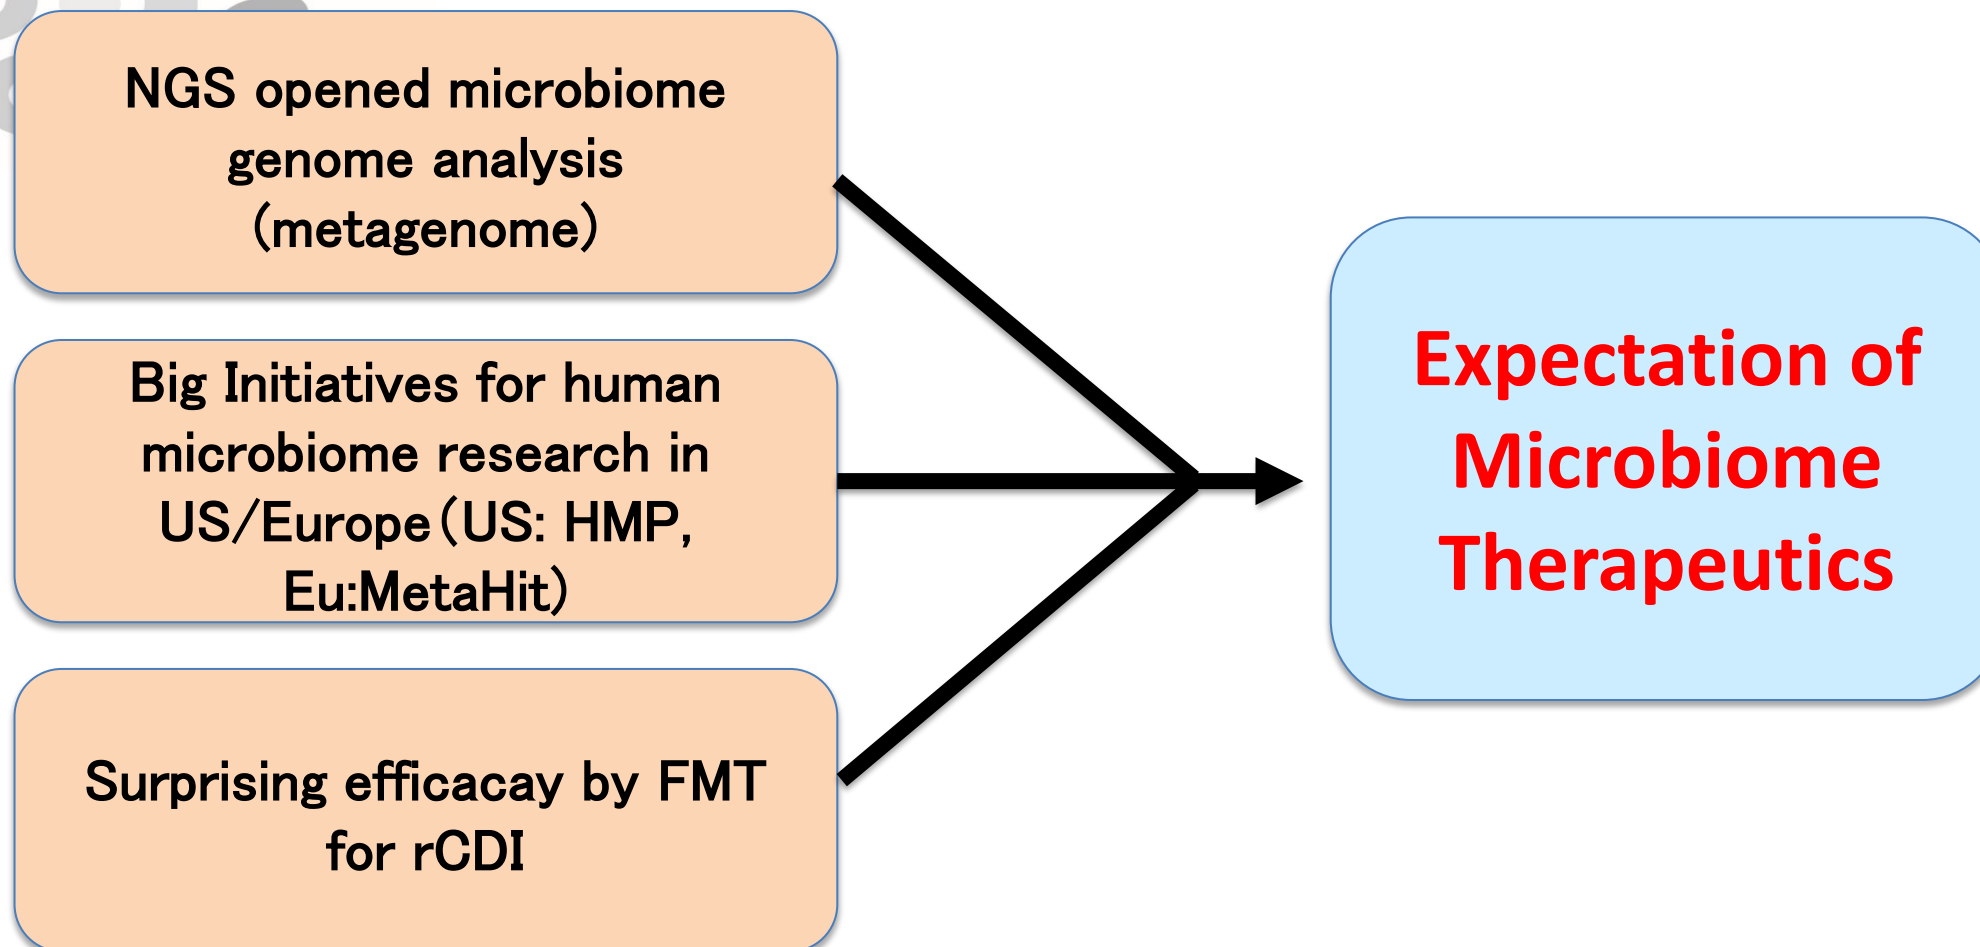 NGS opened microbiome
genome analysis
(metagenome)
Big Initiatives for human
microbiome research in
US/Europe(US: HMP,
Eu:MetaHit)
Surprising efficacay by FMT
for rCDI
Expectation of
Microbiome
Therapeutics